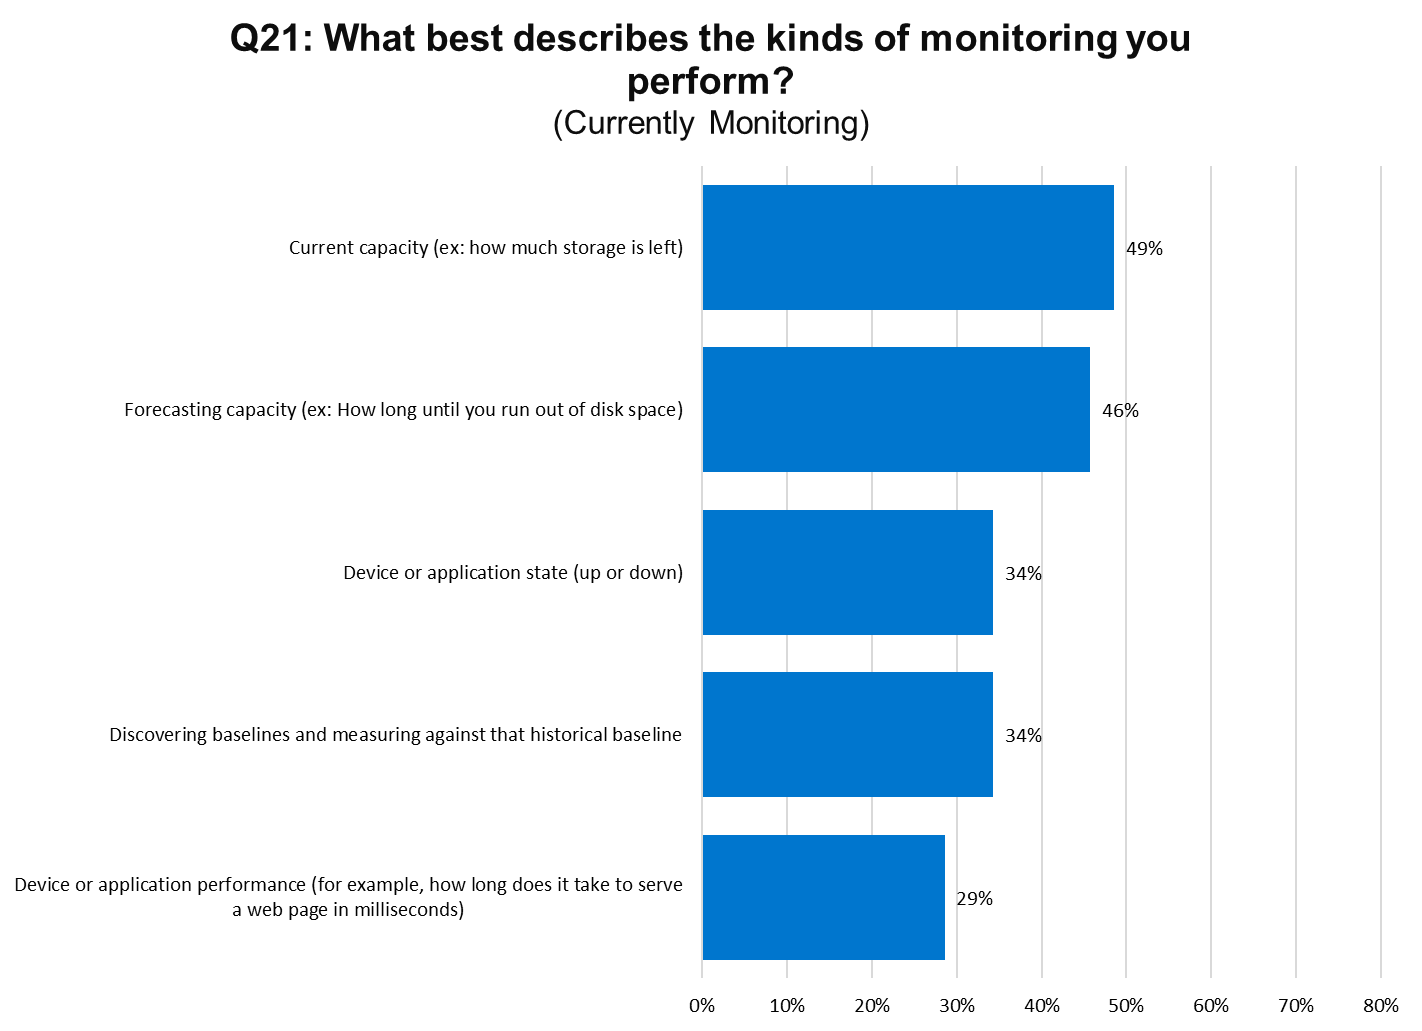 Q21: What best describes the kinds of monitoring you
perform?
(Currently Monitoring)
Current capacity (ex: how much storage is left)
49%
Forecasting capacity (ex: How long until you run out of disk space)
46%
Device or application state (up or down)
34%
Discovering baselines and measuring against that historical baseline
34%
Device or application performance (for example, how long does it take to serve
a web page in milliseconds)
29%
0% 10% 20% 30% 40% 50% 60% 70% 80%